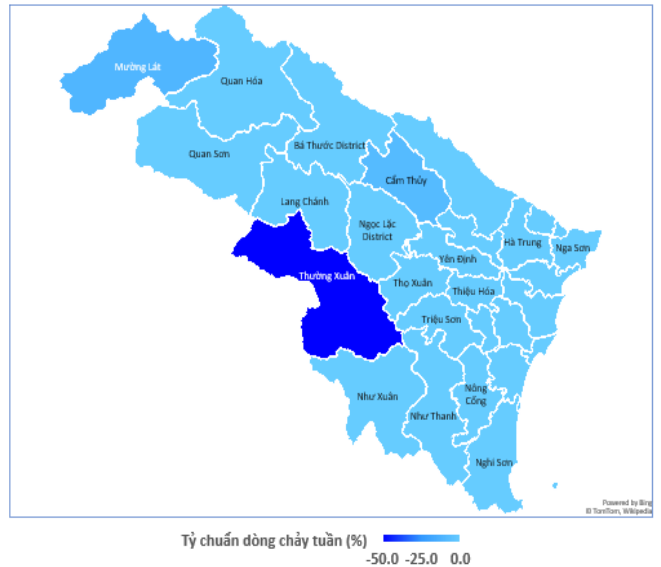 Mường Lát
Quan Hóa
Bá Thước District
Quan Sơn
Cẩm Thủy
Lang Chánh
Ngọc Lặc
District
Hà Trung
Nga Sơn
Yên Định
Thường Xuân
Thọ Xuân
Thiệu Hóa
Triệu Sơn
Như Xuân
Nông
Cống
Như Thanh
Nghi Sơn
Powered by Bing
© TomTom, Wikipedia
Tỷ chuẩn dòng chảy tuần (%)
-50.0 -25.0 0.0